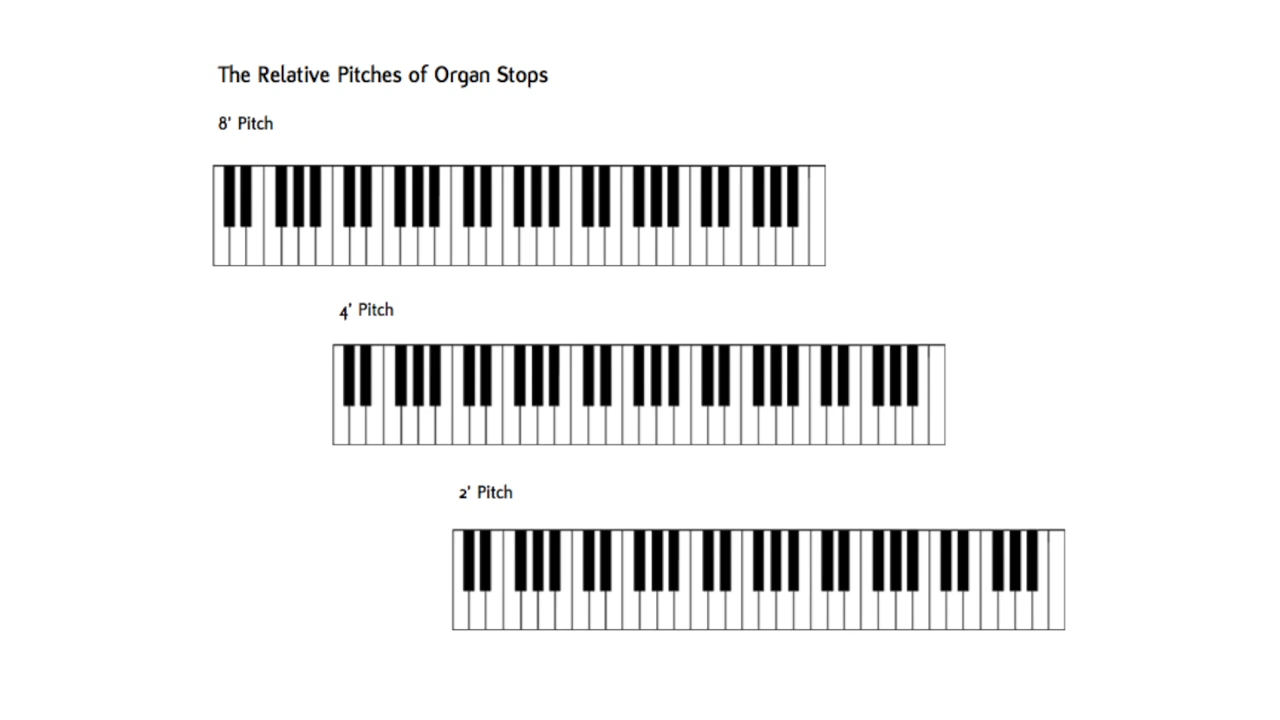 The Relative Pitches of Organ Stops
8' Pitch
4' Pitch
2' Pitch